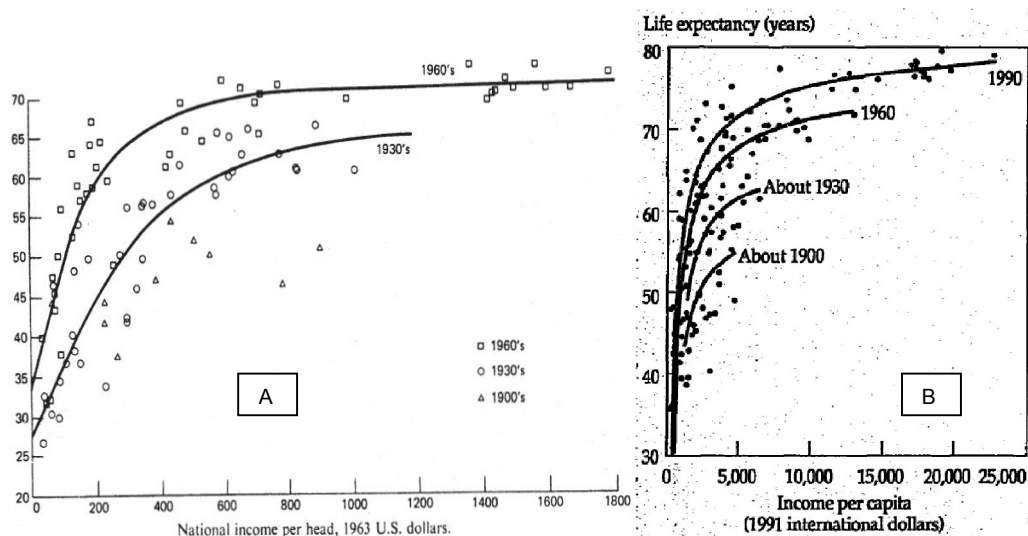 1960's
1930's
□ 1960's
○ 1930's
△ 1900's
A
70
65
60
55
50
45
40
35
30
25
20
0 200 400 600 800 1000 1200 1400 1600 1800
National income per head, 1963 U.S. dollars.
Life expectancy (years)
80
70
60
50
40
30
1990
1960
About 1930
About 1900
B
0 5,000 10,000 15,000 20,000 25,000
Income per capita
(1991 international dollars)